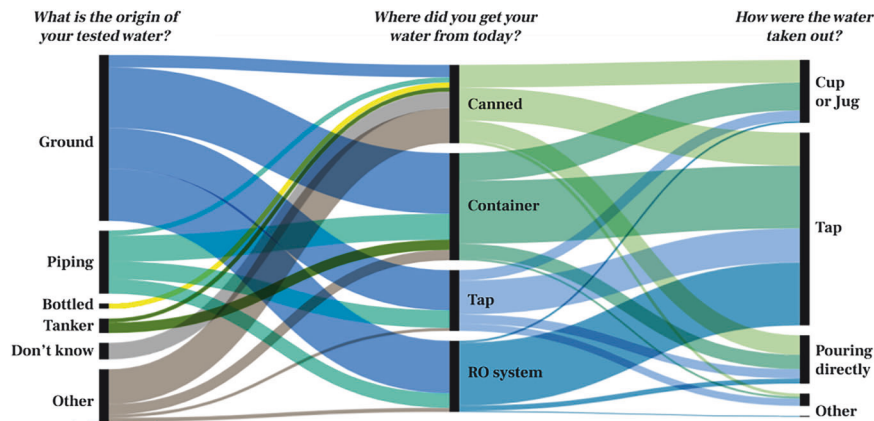 What is the origin of
your tested water?
Where did you get your
water from today?
How were the water
taken out?
Ground
Piping
Bottled
Tanker
Don't know
Other
Canned
Container
Tap
RO system
Cup
or Jug
Tap
Pouring
directly
Other